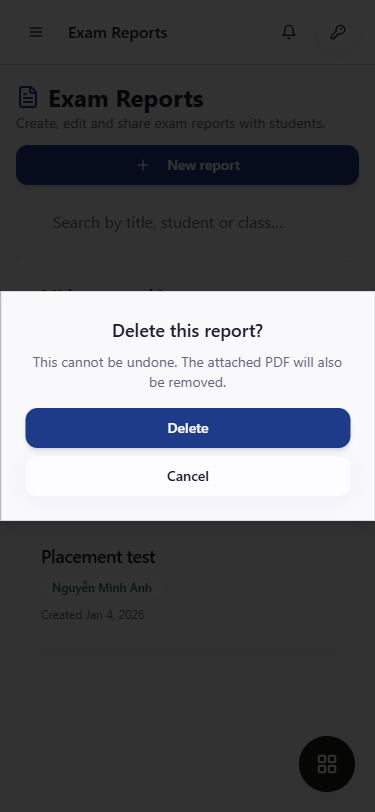 Exam Reports
Exam Reports
Create, edit and share exam reports with students.
New report
Search by title, student or class...
Delete this report?
This cannot be undone. The attached PDF will also
be removed.
Delete
Cancel
Placement test
Nguyễn Minh Anh
Created Jan 4, 2026